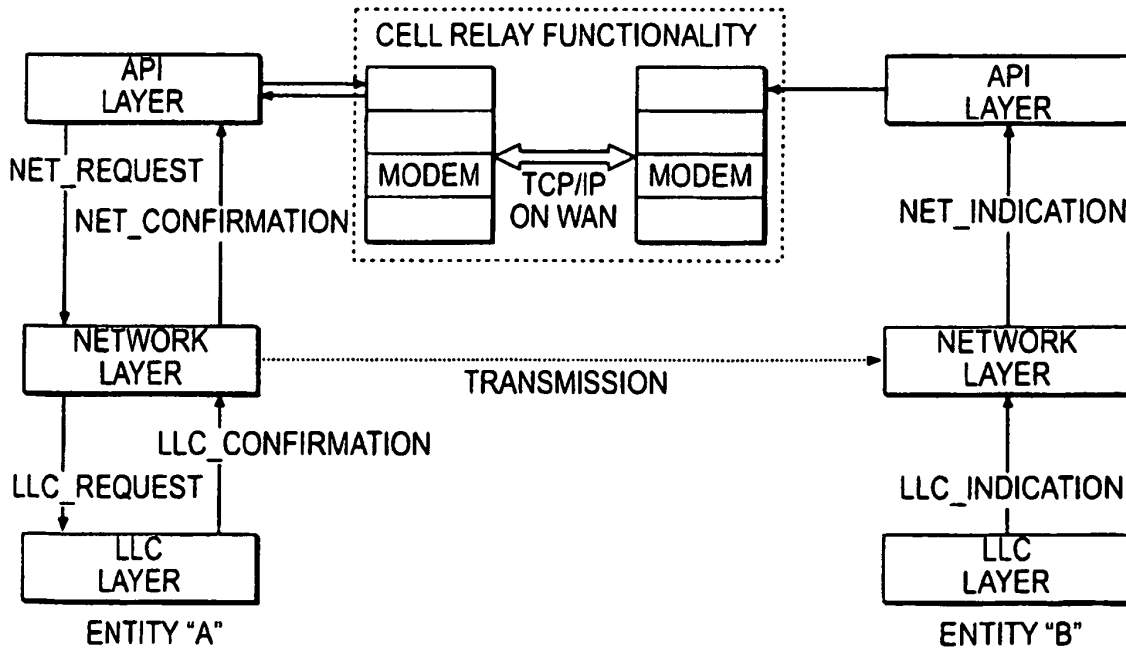 CELL RELAY FUNCTIONALITY
API
LAYER
API
LAYER
NET_REQUEST
NET_CONFIRMATION
MODEM
TCP/IP
ON WAN
MODEM
NET_INDICATION
NETWORK
LAYER
TRANSMISSION
NETWORK
LAYER
LLC_CONFIRMATION
LLC_REQUEST
LLC_INDICATION
LLC
LAYER
LLC
LAYER
ENTITY "A"
ENTITY "B"